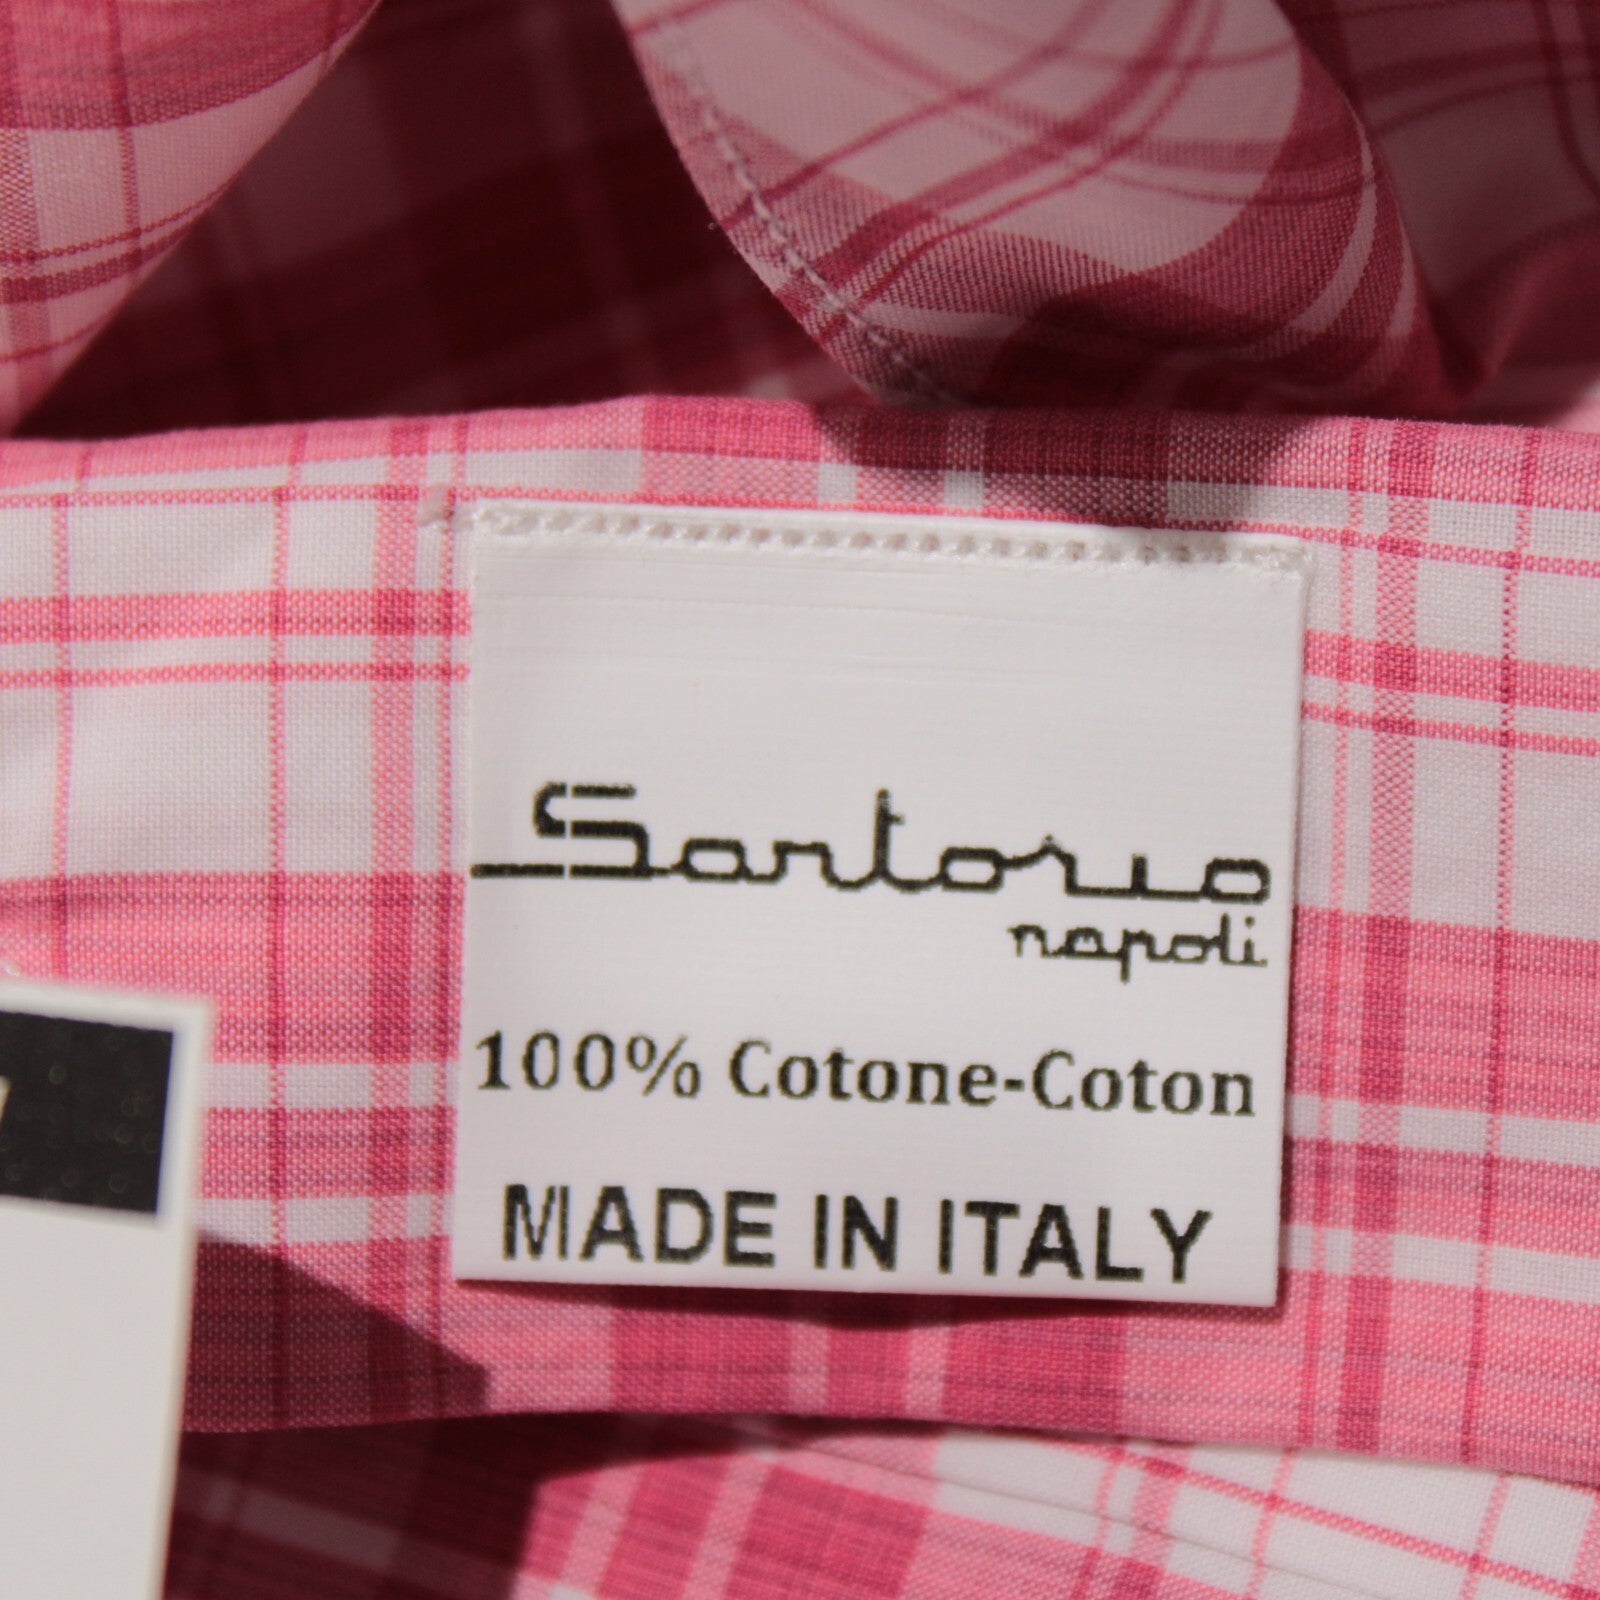 Sartorio
napoli
100% Cotone-Coton
MADE IN ITALY